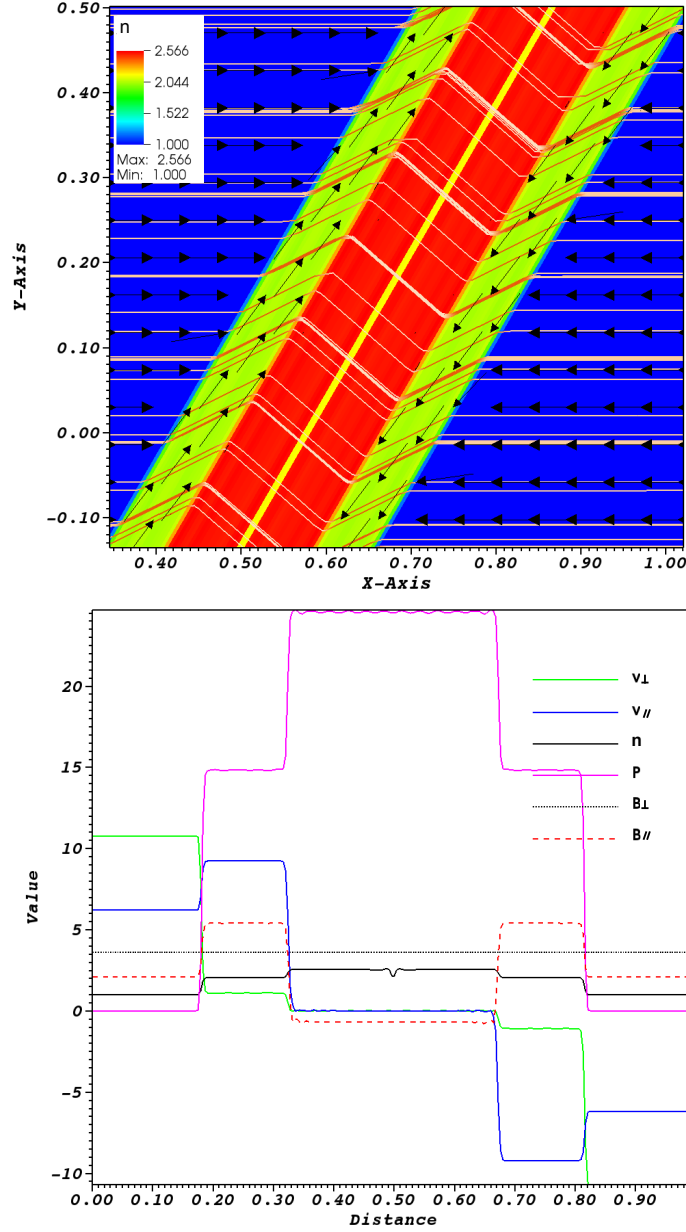 0.50
n
2.566
2.044
1.522
1.000
Max: 2.566
Min: 1.000
0.40
0.30
0.20
0.10
0.00
−0.10
Y−Axis
0.40 0.50 0.60 0.70 0.80 0.90 1.00
X−Axis
20
15
10
5
0
−5
−10
Value
v⊥
v//
n
P
B⊥
B//
0.00 0.10 0.20 0.30 0.40 0.50 0.60 0.70 0.80 0.90
Distance